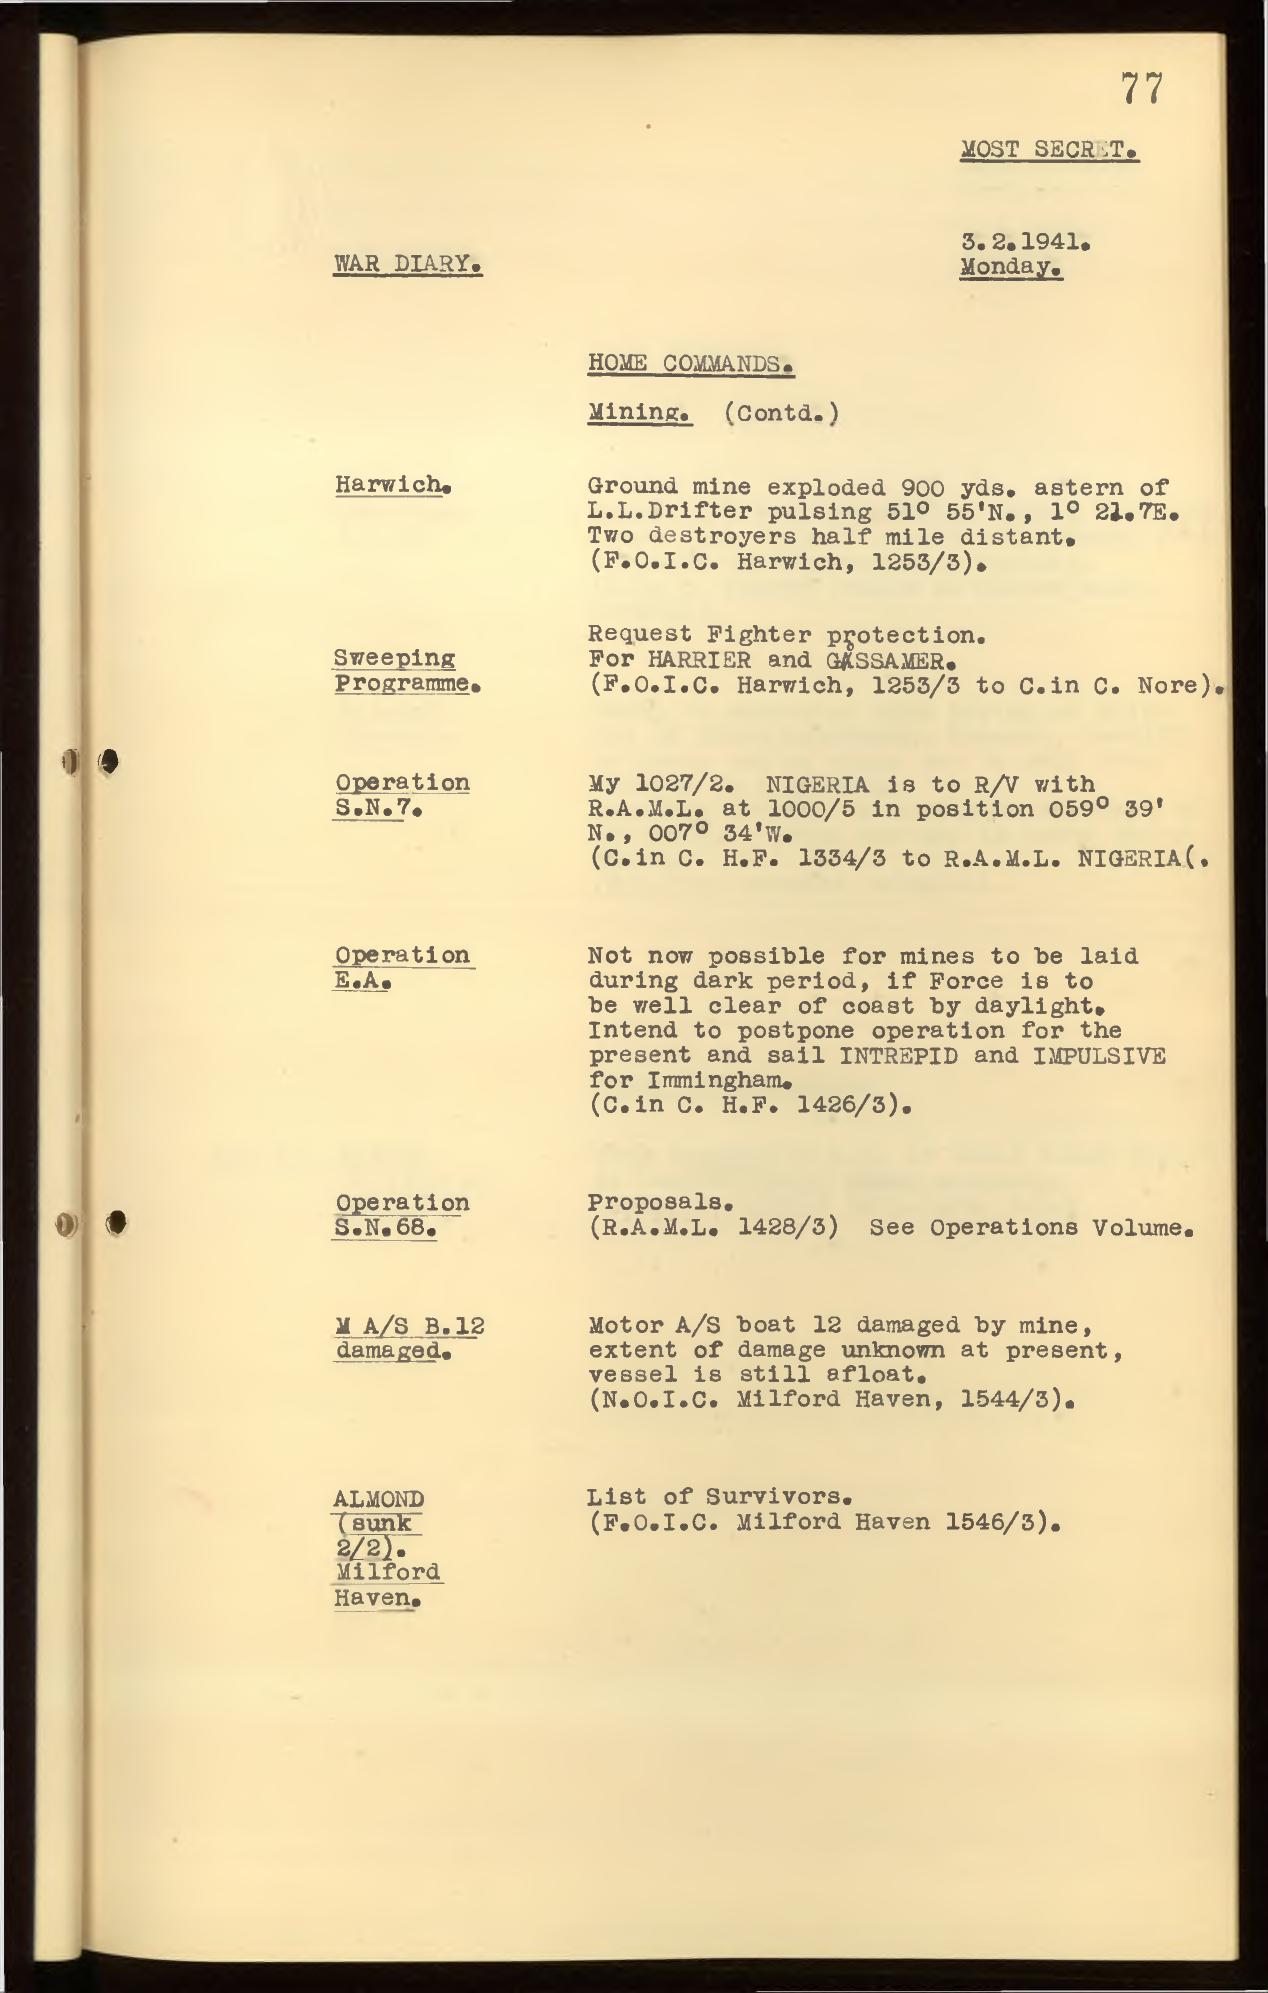 77
MOST SECRET.
3.2.1941.
WAR DIARY.
Monday.
HOME COMMANDS.
Mining. (Contd.)
Harwich.
Ground mine exploded 900 yds. astern of
L.L.Drifter pulsing 51° 55'N., 1° 21.7E.
Two destroyers half mile distant.
(F.O.I.C. Harwich, 1253/3).
Sweeping
Programme.
Request Fighter protection.
For HARRIER and GOSSAMER.
(F.O.I.C. Harwich, 1253/3 to C.in C. Nore).
Operation
S.N.7.
My 1027/2. NIGERIA is to R/V with
R.A.M.L. at 1000/5 in position 059° 39'
N., 007° 34'W.
(C.in C. H.F. 1334/3 to R.A.M.L. NIGERIA(.
Operation
E.A.
Not now possible for mines to be laid
during dark period, if Force is to
be well clear of coast by daylight.
Intend to postpone operation for the
present and sail INTREPID and IMPULSIVE
for Immingham.
(C.in C. H.F. 1426/3).
Operation
S.N.68.
Proposals.
(R.A.M.L. 1428/3) See Operations Volume.
M A/S B.12
damaged.
Motor A/S boat 12 damaged by mine,
extent of damage unknown at present,
vessel is still afloat.
(N.O.I.C. Milford Haven, 1544/3).
ALMOND
(sunk
2/2).
Milford
Haven.
List of Survivors.
(F.O.I.C. Milford Haven 1546/3).